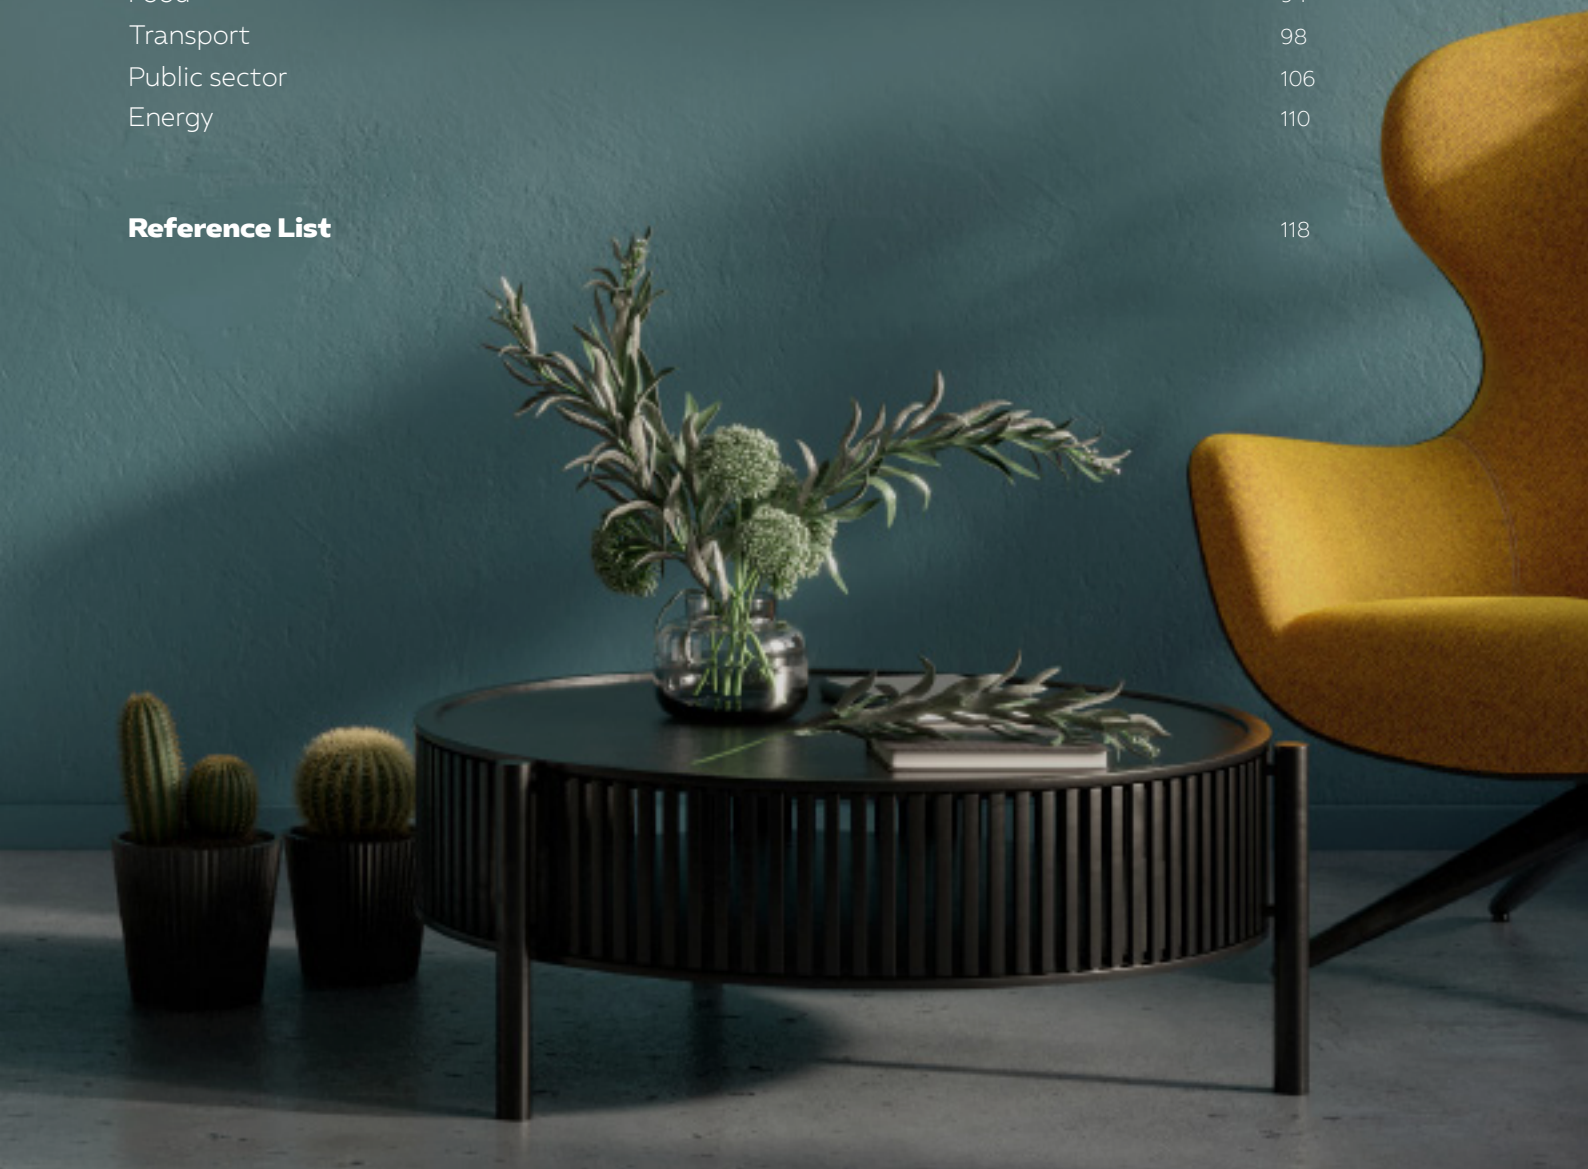 Transport 98
Public sector 106
Energy 110
Reference List 118